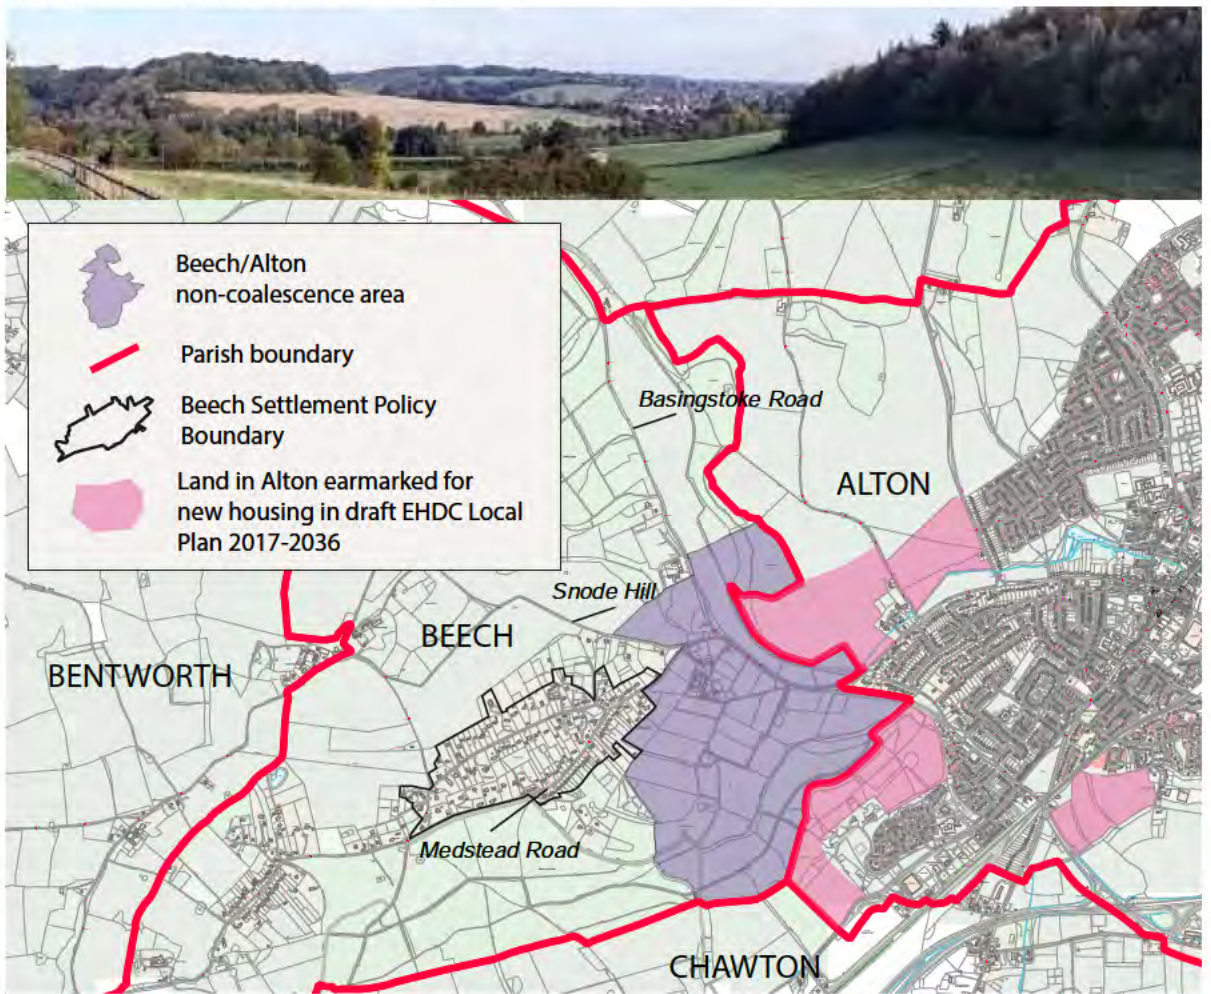 Beech/Alton
non-coalescence area
Parish boundary
Beech Settlement Policy
Boundary
Land in Alton earmarked for
new housing in draft EHDC Local
Plan 2017-2036
Basingstoke Road
ALTON
Snode Hill
BEECH
BENTWORTH
Medstead Road
CHAWTON